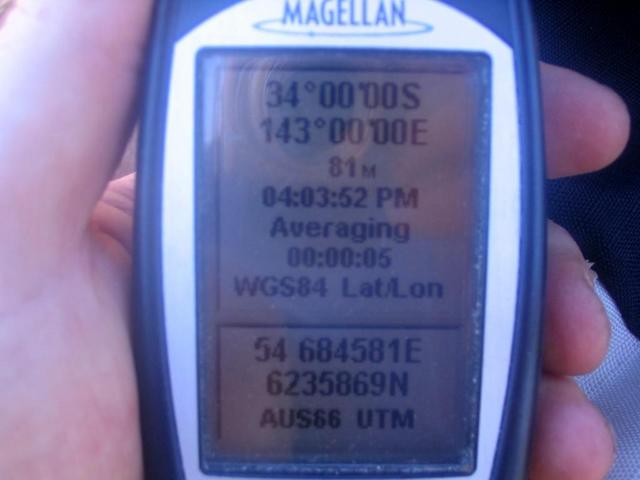 MAGELLAN
34°00'00S
143°00'00E
81M
04:03:52 PM
Averaging
00:00:05
WGS84 Lat/Lon
54 684581E
6235869N
AUS66 UTM